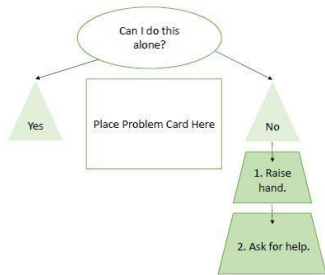 Can I do this
alone?
Yes
Place Problem Card Here
No
1. Raise
hand.
2. Ask for help.